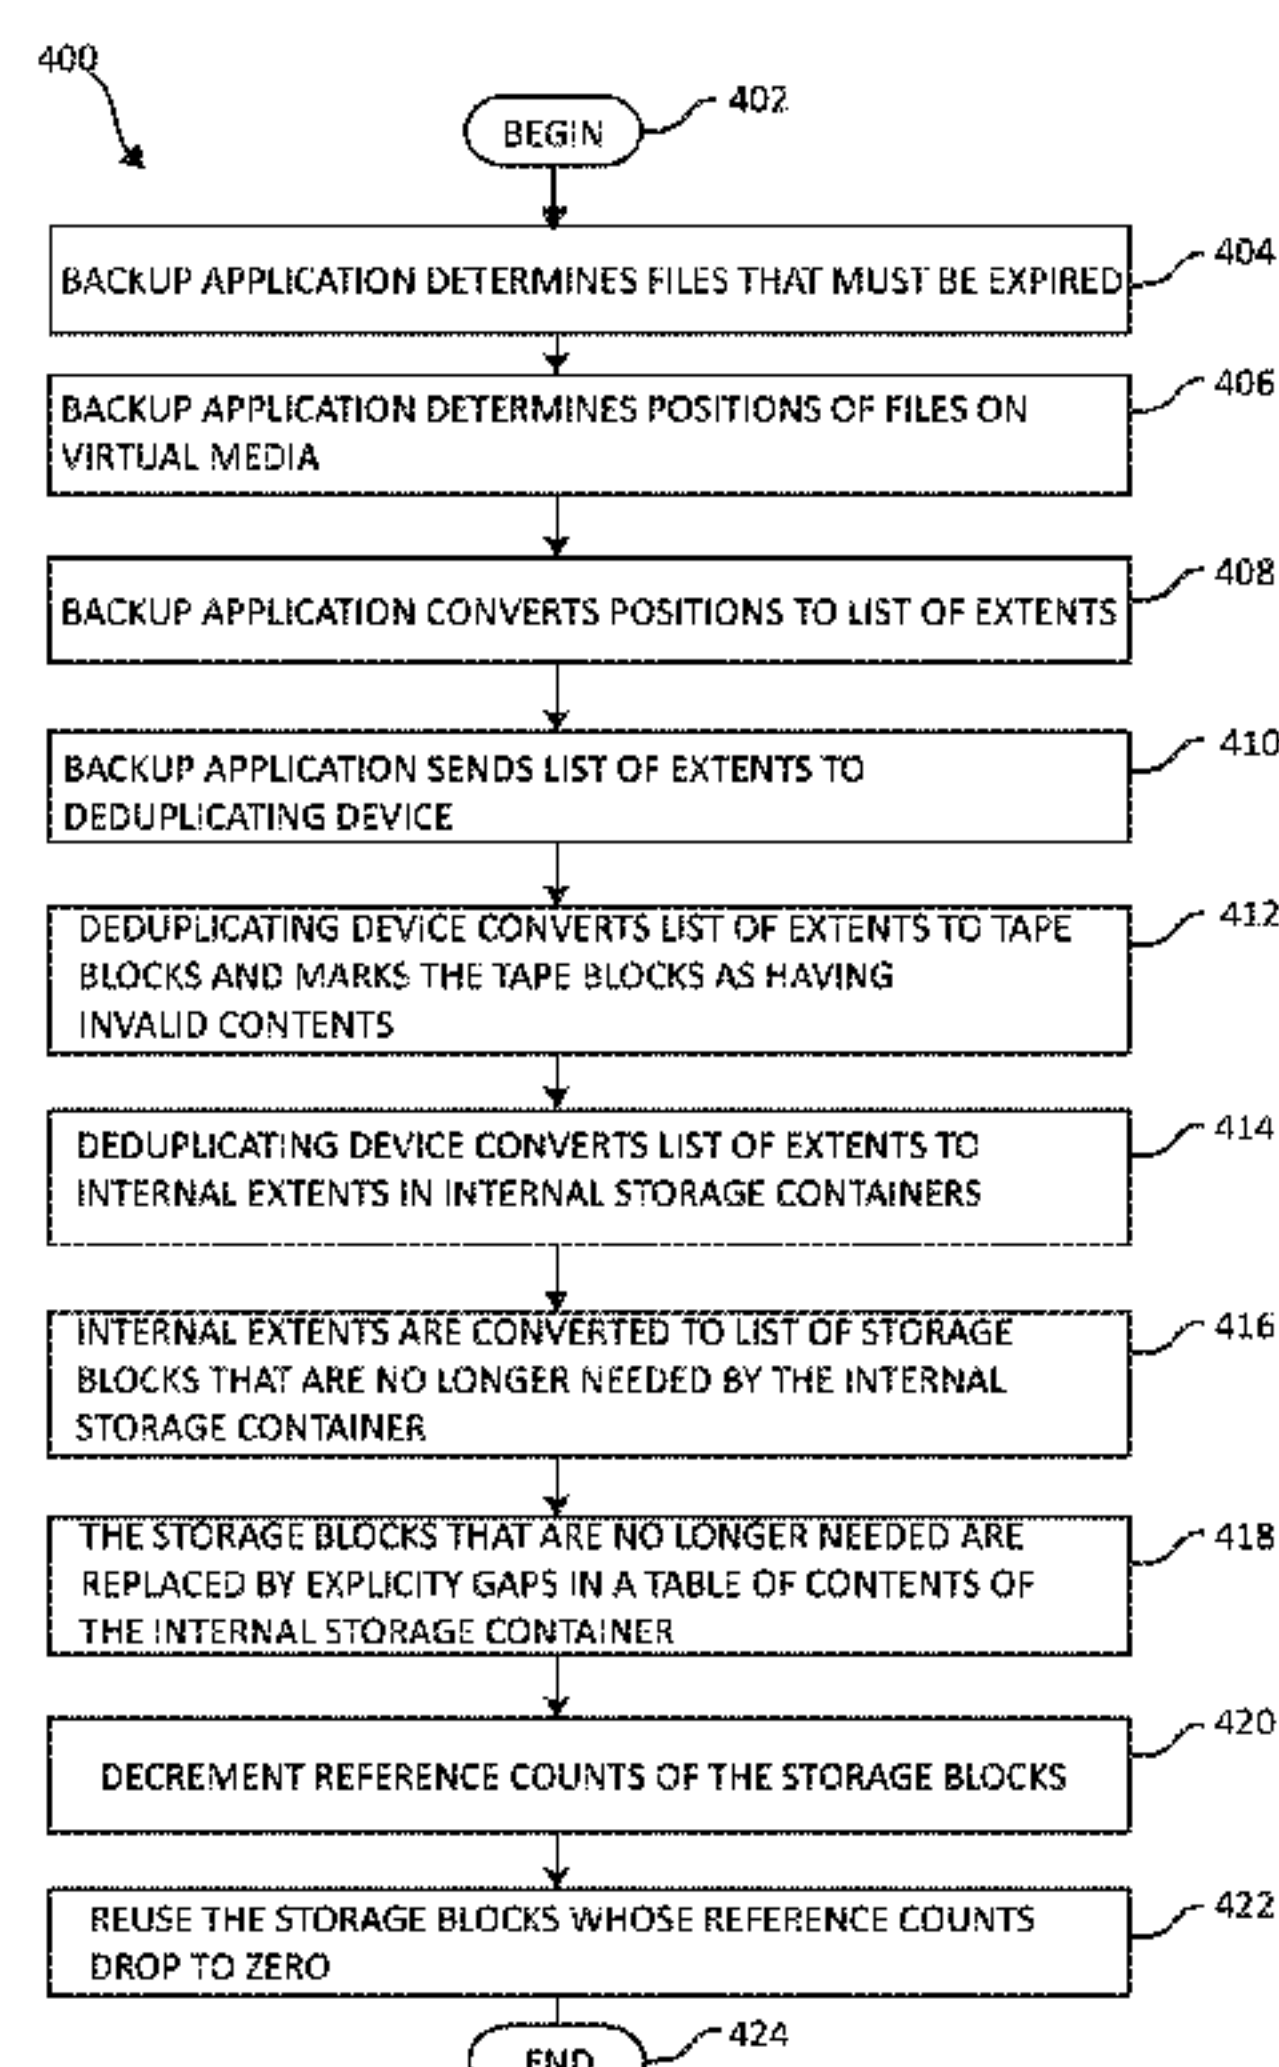 400
BEGIN
402
BACKUP APPLICATION DETERMINES FILES THAT MUST BE EXPIRED
404
BACKUP APPLICATION DETERMINES POSITIONS OF FILES ON
VIRTUAL MEDIA
406
BACKUP APPLICATION CONVERTS POSITIONS TO LIST OF EXTENTS
408
BACKUP APPLICATION SENDS LIST OF EXTENTS TO
DEDUPLICATING DEVICE
410
DEDUPLICATING DEVICE CONVERTS LIST OF EXTENTS TO TAPE
BLOCKS AND MARKS THE TAPE BLOCKS AS HAVING
INVALID CONTENTS
412
DEDUPLICATING DEVICE CONVERTS LIST OF EXTENTS TO
INTERNAL EXTENTS IN INTERNAL STORAGE CONTAINERS
414
INTERNAL EXTENTS ARE CONVERTED TO LIST OF STORAGE
BLOCKS THAT ARE NO LONGER NEEDED BY THE INTERNAL
STORAGE CONTAINER
416
THE STORAGE BLOCKS THAT ARE NO LONGER NEEDED ARE
REPLACED BY EXPLICITY GAPS IN A TABLE OF CONTENTS OF
THE INTERNAL STORAGE CONTAINER
418
DECREMENT REFERENCE COUNTS OF THE STORAGE BLOCKS
420
REUSE THE STORAGE BLOCKS WHOSE REFERENCE COUNTS
DROP TO ZERO
422
END
424